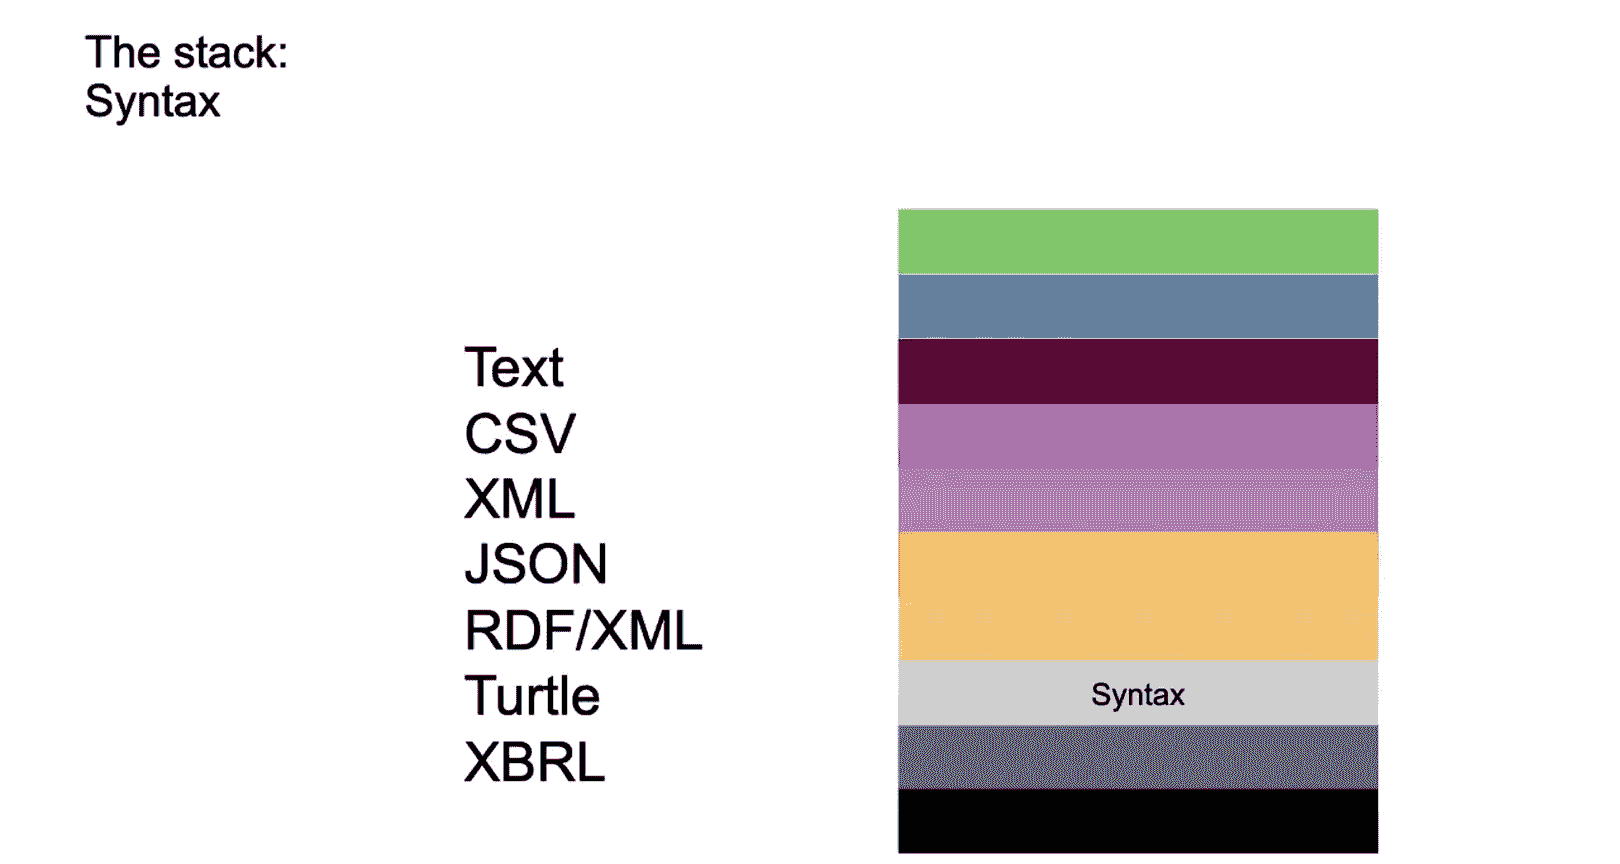 The stack:
Syntax
Text
CSV
XML
JSON
RDF/XML
Turtle
XBRL
Syntax